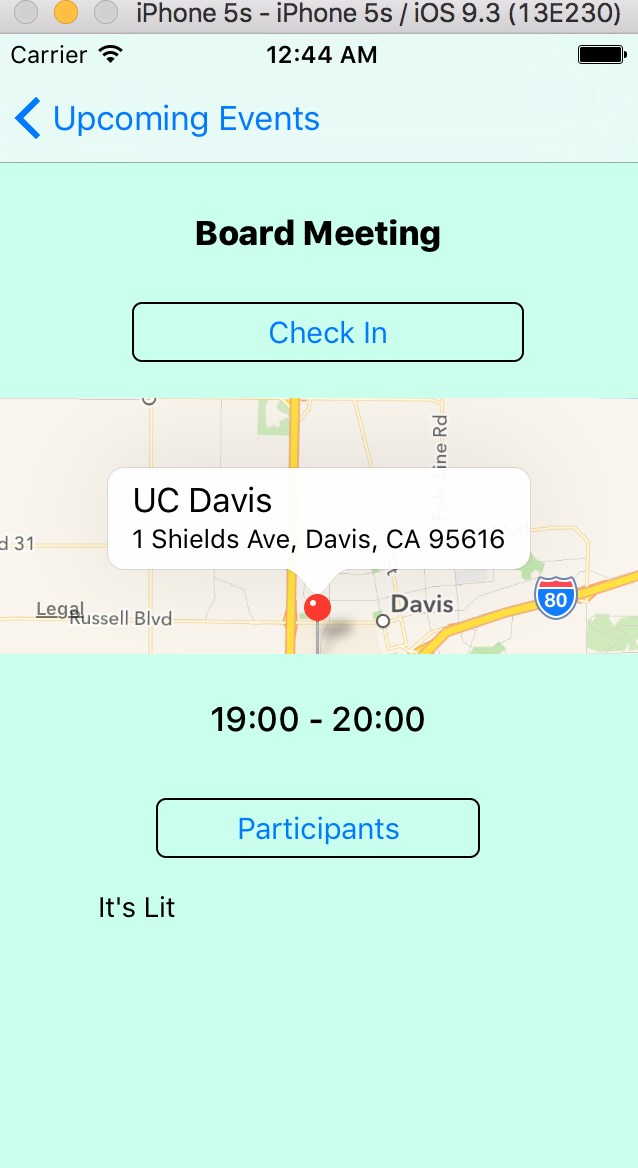 iPhone 5s - iPhone 5s / iOS 9.3 (13E230)
Carrier 12:44 AM
Upcoming Events
Board Meeting
Check In
UC Davis
1 Shields Ave, Davis, CA 95616
Line Rd
d 31
Davis
80
Legal
Russell Blvd
19:00 - 20:00
Participants
It's Lit